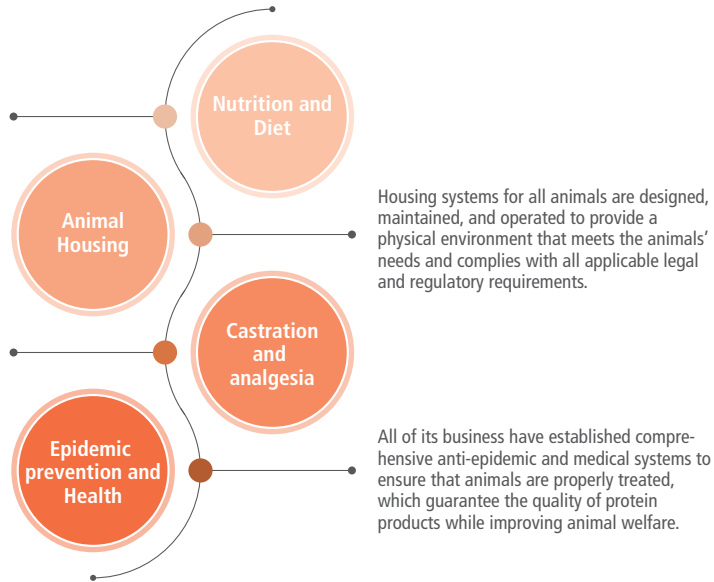 Nutrition and
Diet
Animal
Housing
Housing systems for all animals are designed,
maintained, and operated to provide a
physical environment that meets the animals’
needs and complies with all applicable legal
and regulatory requirements.
Castration
and
analgesia
Epidemic
prevention and
Health
All of its business have established compre-
hensive anti-epidemic and medical systems to
ensure that animals are properly treated,
which guarantee the quality of protein
products while improving animal welfare.